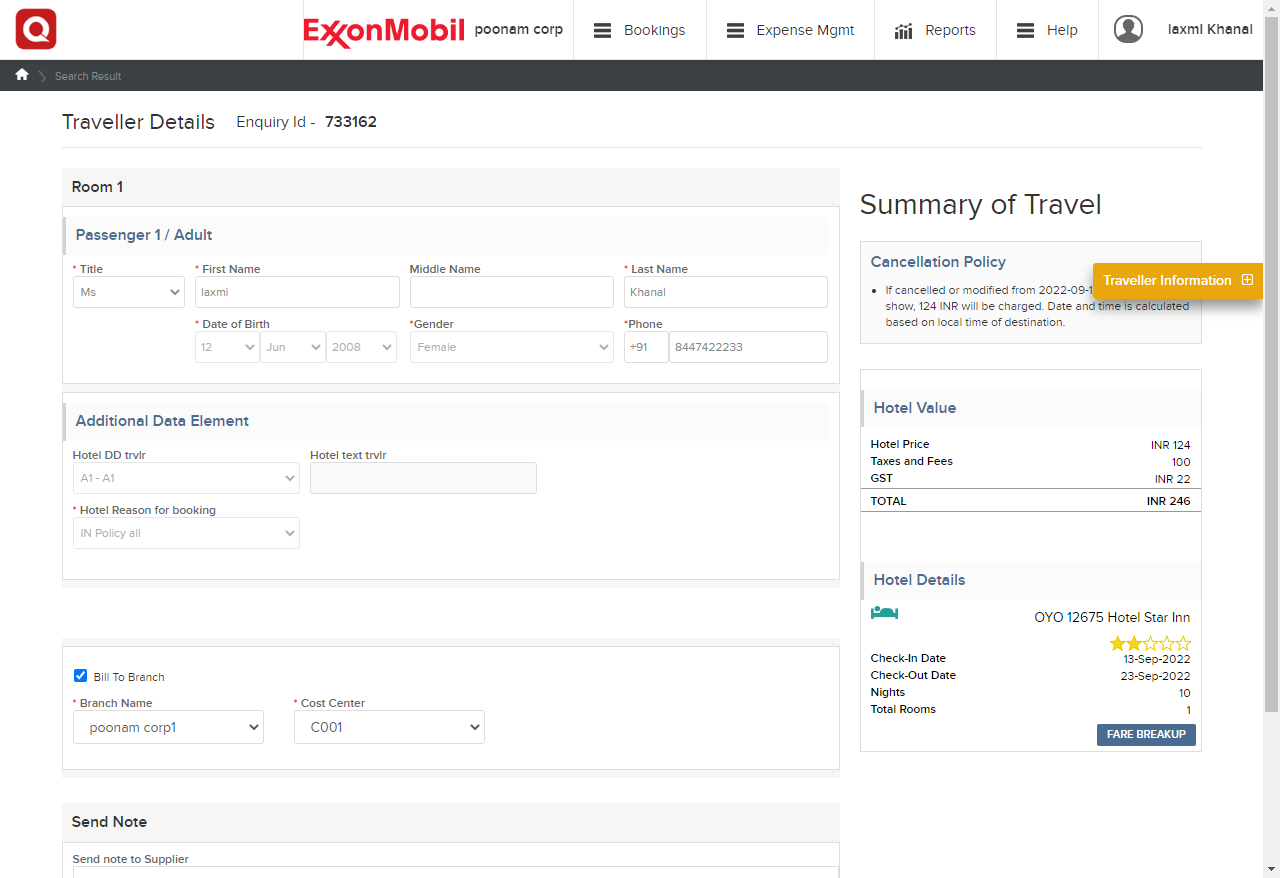 ExxonMobil poonam corp Bookings Expense Mgmt Reports Help laxmi Khanal
Search Result
Traveller Details Enquiry Id - 733162
Room 1
Passenger 1 / Adult
* Title * First Name Middle Name * Last Name
Ms laxmi Khanal
* Date of Birth *Gender *Phone
12 Jun 2008 Female +91 8447422233
Additional Data Element
Hotel DD trvlr Hotel text trvlr
A1 - A1
* Hotel Reason for booking
IN Policy all
Bill To Branch
* Branch Name * Cost Center
poonam corp1 C001
Send Note
Send note to Supplier
Summary of Travel
Cancellation Policy
Traveller Information
If cancelled or modified from 2022-09-1
show, 124 INR will be charged. Date and time is calculated
based on local time of destination.
Hotel Value
Hotel Price INR 124
Taxes and Fees 100
GST INR 22
TOTAL INR 246
Hotel Details
OYO 12675 Hotel Star Inn
Check-In Date 13-Sep-2022
Check-Out Date 23-Sep-2022
Nights 10
Total Rooms 1
FARE BREAKUP